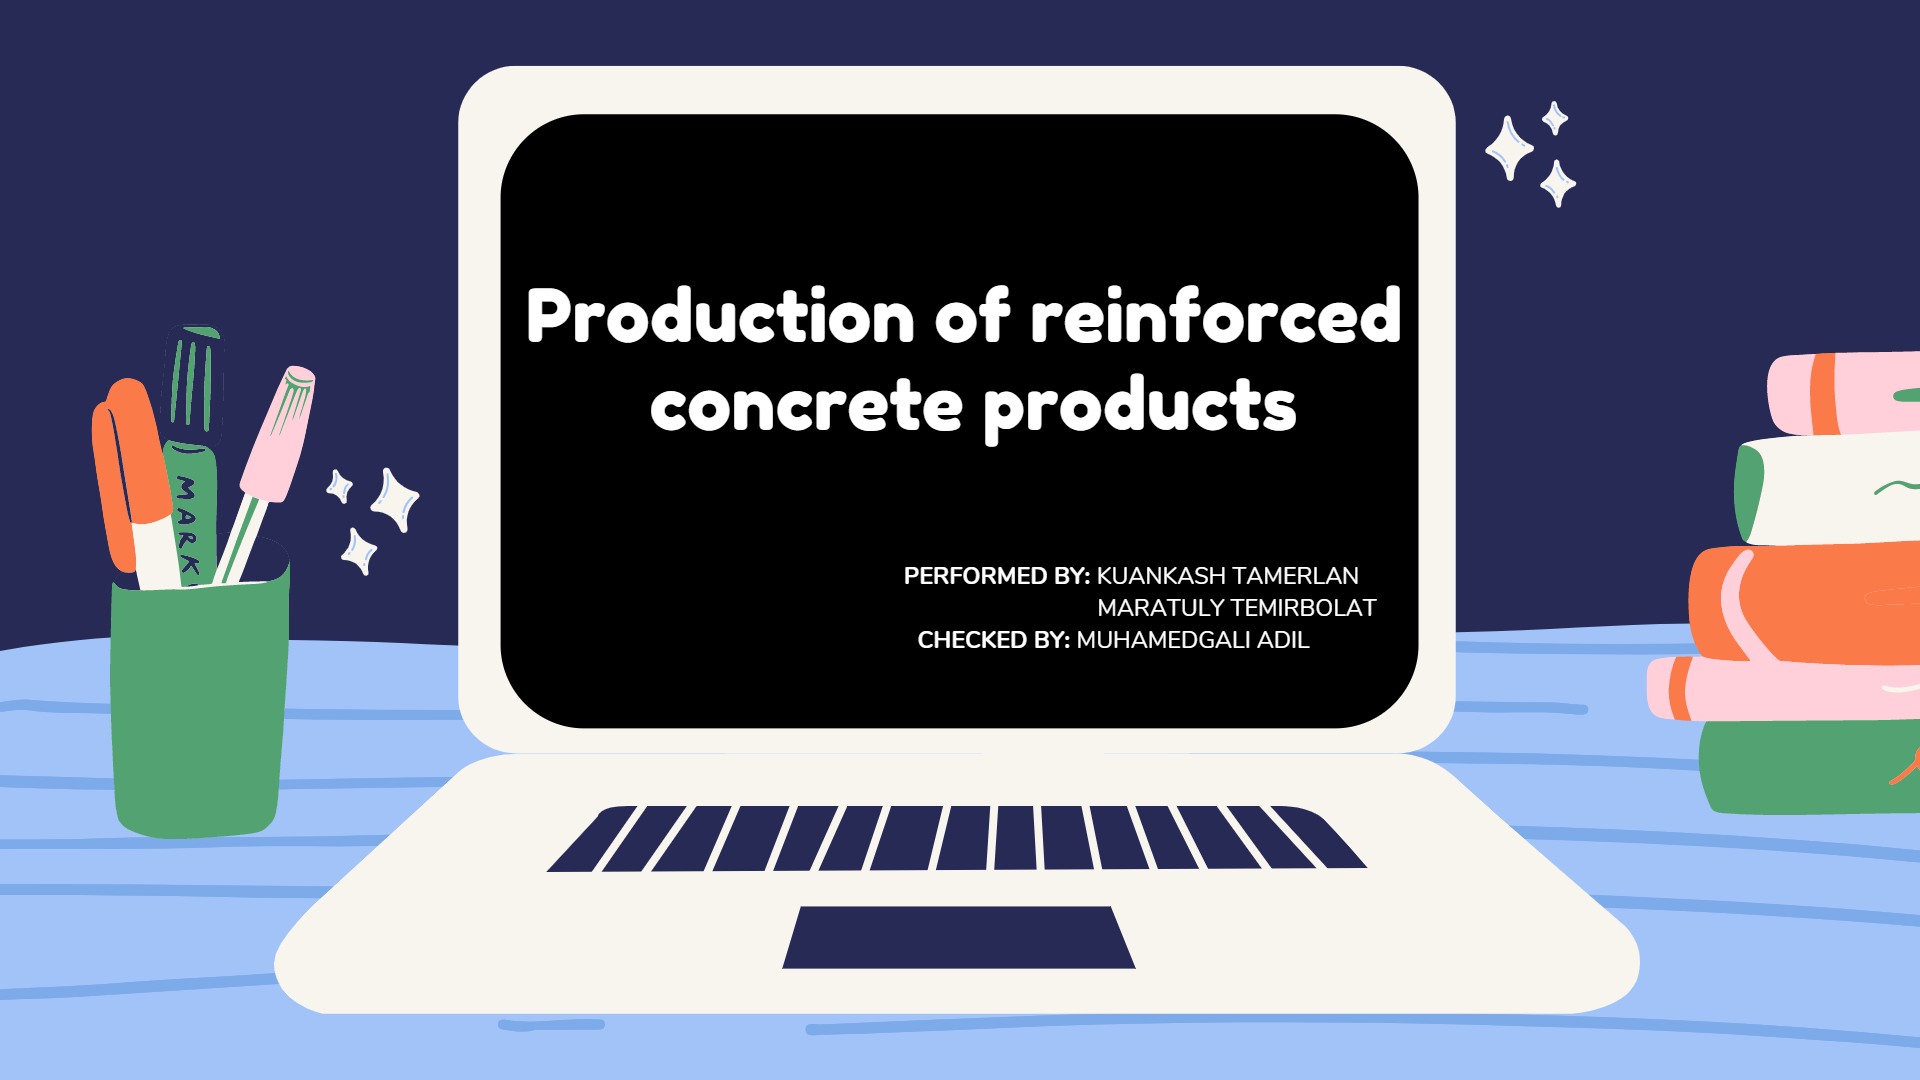 Production of reinforced
concrete products
PERFORMED BY: KUANKASH TAMERLAN
MARATULY TEMIRBOLAT
CHECKED BY: MUHAMEDGALI ADIL
MARK